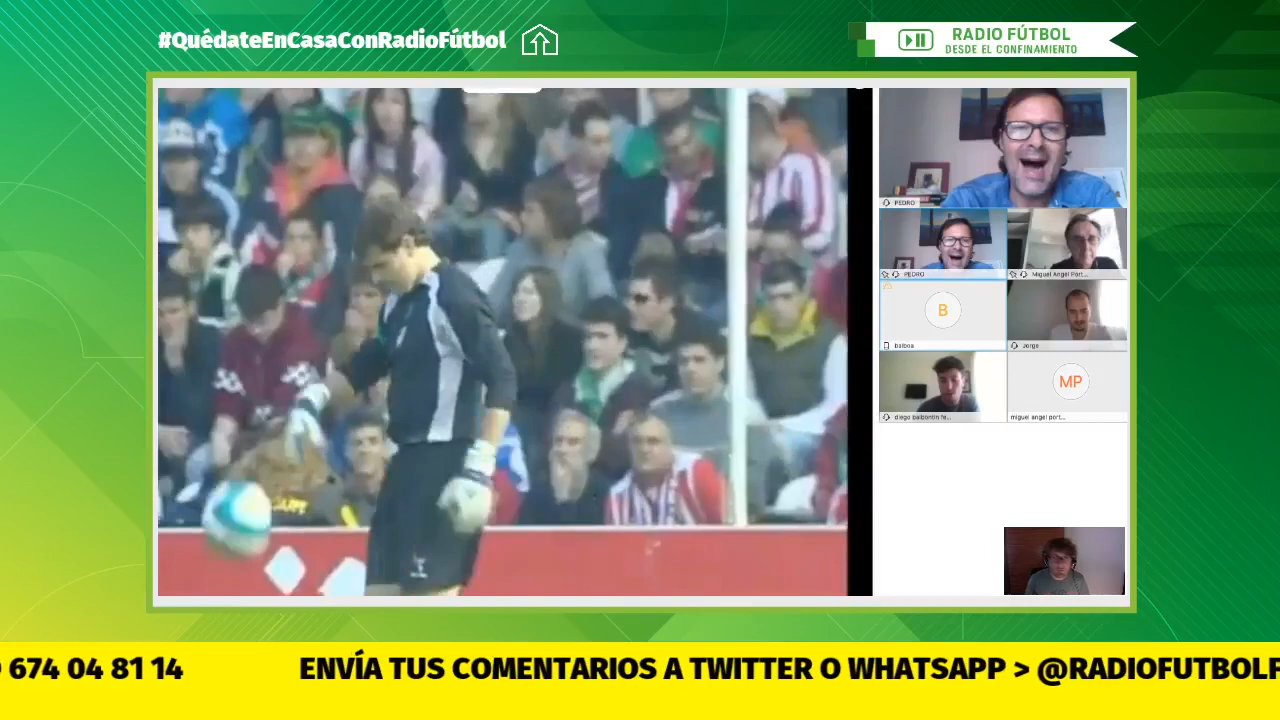 #QuédateEnCasaConRadioFútbol
RADIO FÚTBOL
DESDE EL CONFINAMIENTO
PEDRO
PEDRO
Miguel Angel Port...
B
balboa
Jorge
MP
diego balbontin fe...
miguel angel port...
674 04 81 14 ENVÍA TUS COMENTARIOS A TWITTER O WHATSAPP > @RADIOFUTBOLF